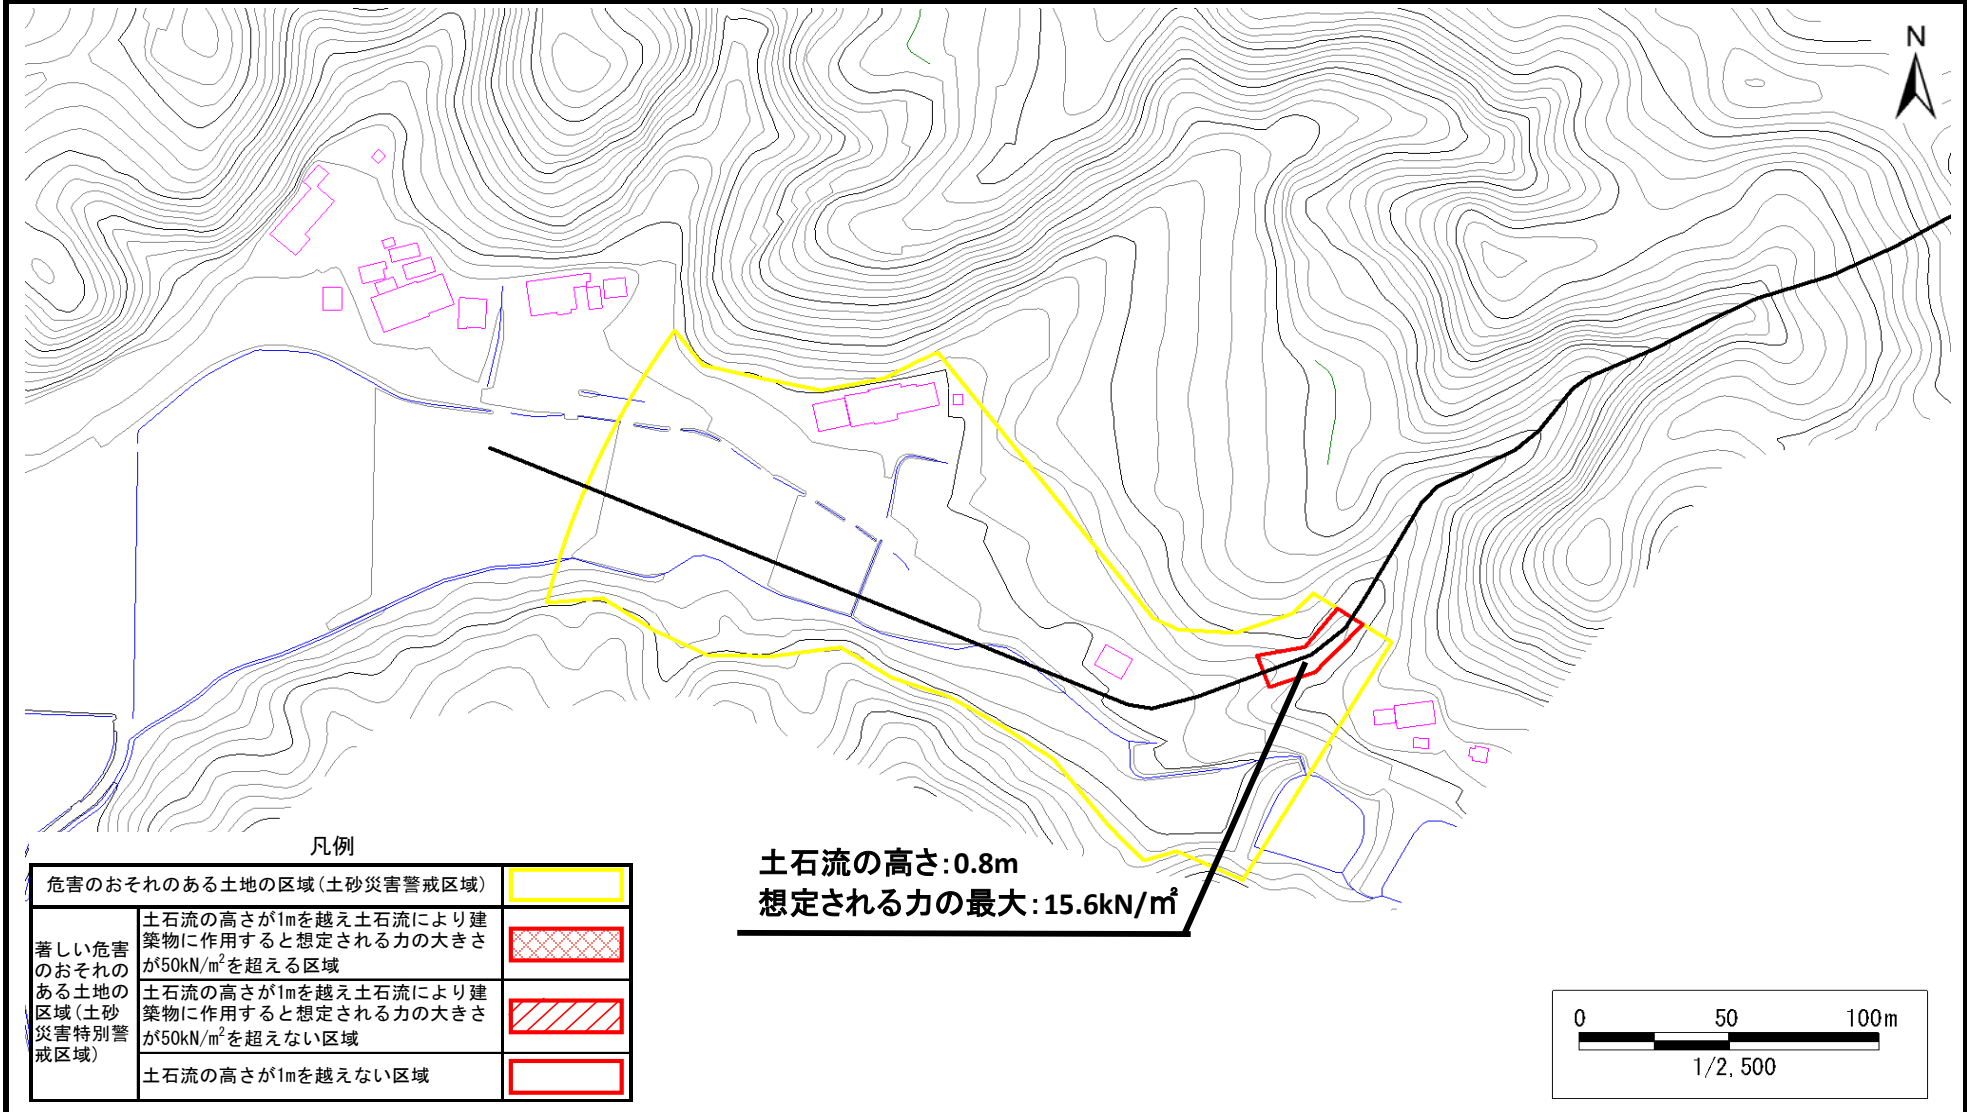 N
土石流の高さ:0.8m
想定される力の最大:15.6kN/㎡
凡例
危害のおそれのある土地の区域(土砂災害警戒区域)
著しい危害
のおそれの
ある土地の
区域(土砂
災害特別警
戒区域)
土石流の高さが1mを越え土石流により建
築物に作用すると想定される力の大きさ
が50kN/m²を超える区域
土石流の高さが1mを越え土石流により建
築物に作用すると想定される力の大きさ
が50kN/m²を超えない区域
土石流の高さが1mを越えない区域
0 50 100m
1/2,500